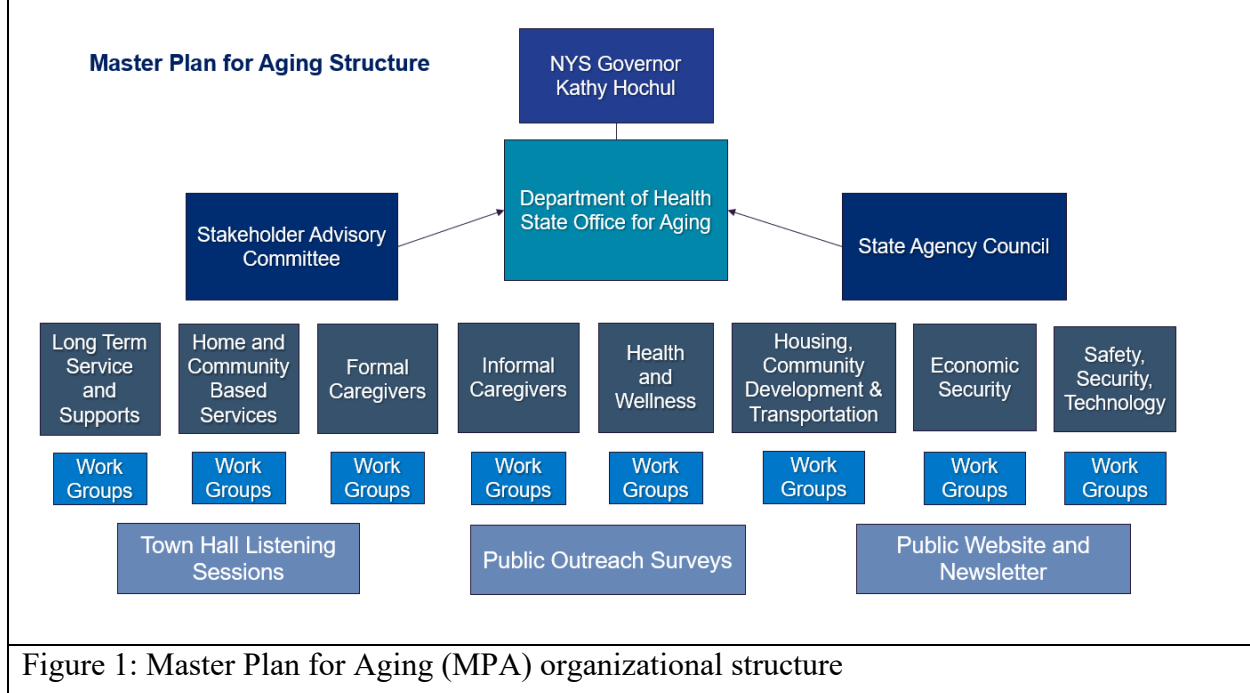 Master Plan for Aging Structure
NYS Governor
Kathy Hochul
Department of Health
State Office for Aging
Stakeholder Advisory
Committee
State Agency Council
Long Term
Service
and
Supports
Home and
Community
Based
Services
Formal
Caregivers
Informal
Caregivers
Health
and
Wellness
Housing,
Community
Development &
Transportation
Economic
Security
Safety,
Security,
Technology
Work
Groups
Work
Groups
Work
Groups
Work
Groups
Work
Groups
Work
Groups
Work
Groups
Work
Groups
Town Hall Listening
Sessions
Public Outreach Surveys
Public Website and
Newsletter
Figure 1: Master Plan for Aging (MPA) organizational structure